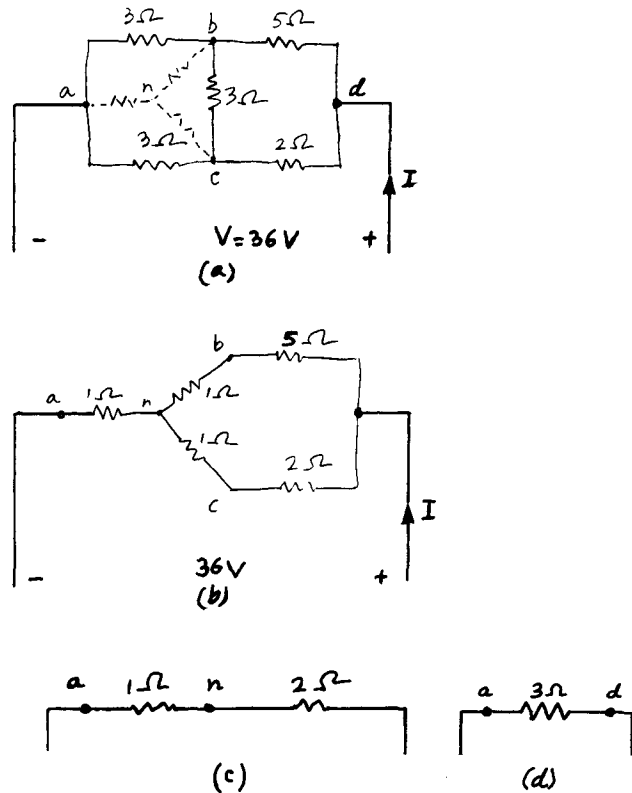 3Ω b 5Ω
a n 3Ω d
3Ω 2Ω
c I
- V=36V +
(a)
b 5Ω
a 1Ω n 1Ω
1Ω
c 2Ω I
- 36V +
(b)
a 1Ω n 2Ω a 3Ω d
(c) (d)